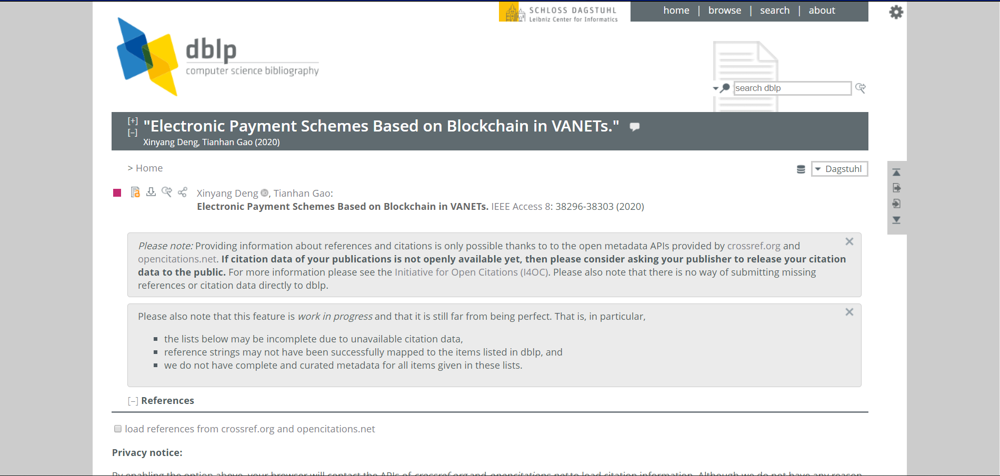 SCHLOSS DAGSTUHL
Leibniz Center for Informatics
home | browse | search | about
dblp
computer science bibliography
search dblp
[+]
[–]
"Electronic Payment Schemes Based on Blockchain in VANETs."
Xinyang Deng, Tianhan Gao (2020)
> Home
Dagstuhl
Xinyang Deng iD, Tianhan Gao:
Electronic Payment Schemes Based on Blockchain in VANETs. IEEE Access 8: 38296-38303 (2020)
Please note: Providing information about references and citations is only possible thanks to to the open metadata APIs provided by crossref.org and
opencitations.net. If citation data of your publications is not openly available yet, then please consider asking your publisher to release your citation
data to the public. For more information please see the Initiative for Open Citations (I4OC). Please also note that there is no way of submitting missing
references or citation data directly to dblp.
Please also note that this feature is work in progress and that it is still far from being perfect. That is, in particular,
the lists below may be incomplete due to unavailable citation data,
reference strings may not have been successfully mapped to the items listed in dblp, and
we do not have complete and curated metadata for all items given in these lists.
[–] References
load references from crossref.org and opencitations.net
Privacy notice:
By enabling the option above, your browser will contact the APIs of crossref.org and opencitations.net to load citation information. Although we do not have any reason